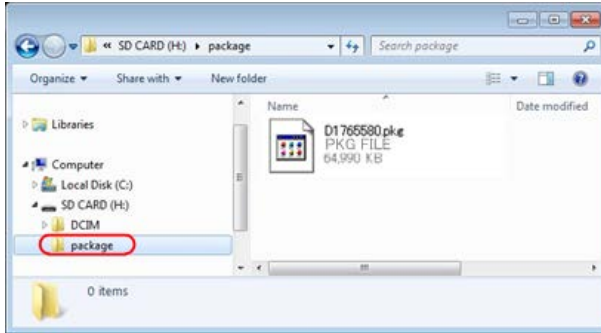 « SD CARD (H:) ▸ package
Search package
Organize ▾ Share with ▾ New folder
Name
Date modified
Libraries
D1765580.pkg
PKG FILE
64,990 KB
Computer
Local Disk (C:)
SD CARD (H:)
DCIM
package
0 items